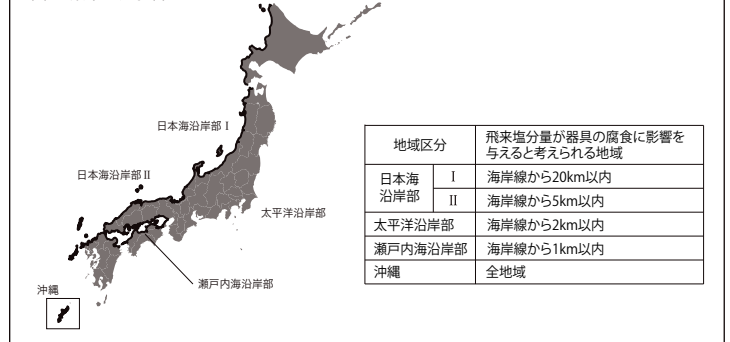 日本海沿岸部Ⅰ
日本海沿岸部Ⅱ
太平洋沿岸部
瀬戸内海沿岸部
沖縄
地域区分
飛来塩分量が器具の腐食に影響を
与えると考えられる地域
日本海
沿岸部
Ⅰ
海岸線から20km以内
Ⅱ
海岸線から5km以内
太平洋沿岸部
海岸線から2km以内
瀬戸内海沿岸部
海岸線から1km以内
沖縄
全地域